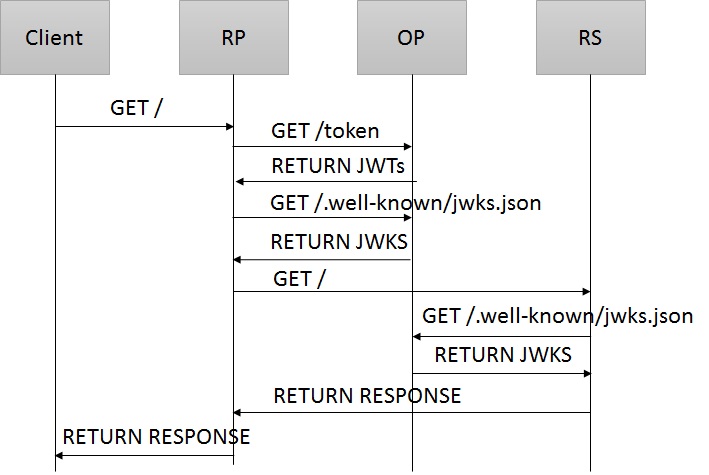 Client
RP
OP
RS
GET /
GET /token
RETURN JWTs
GET /.well-known/jwks.json
RETURN JWKS
GET /
GET /.well-known/jwks.json
RETURN JWKS
RETURN RESPONSE
RETURN RESPONSE